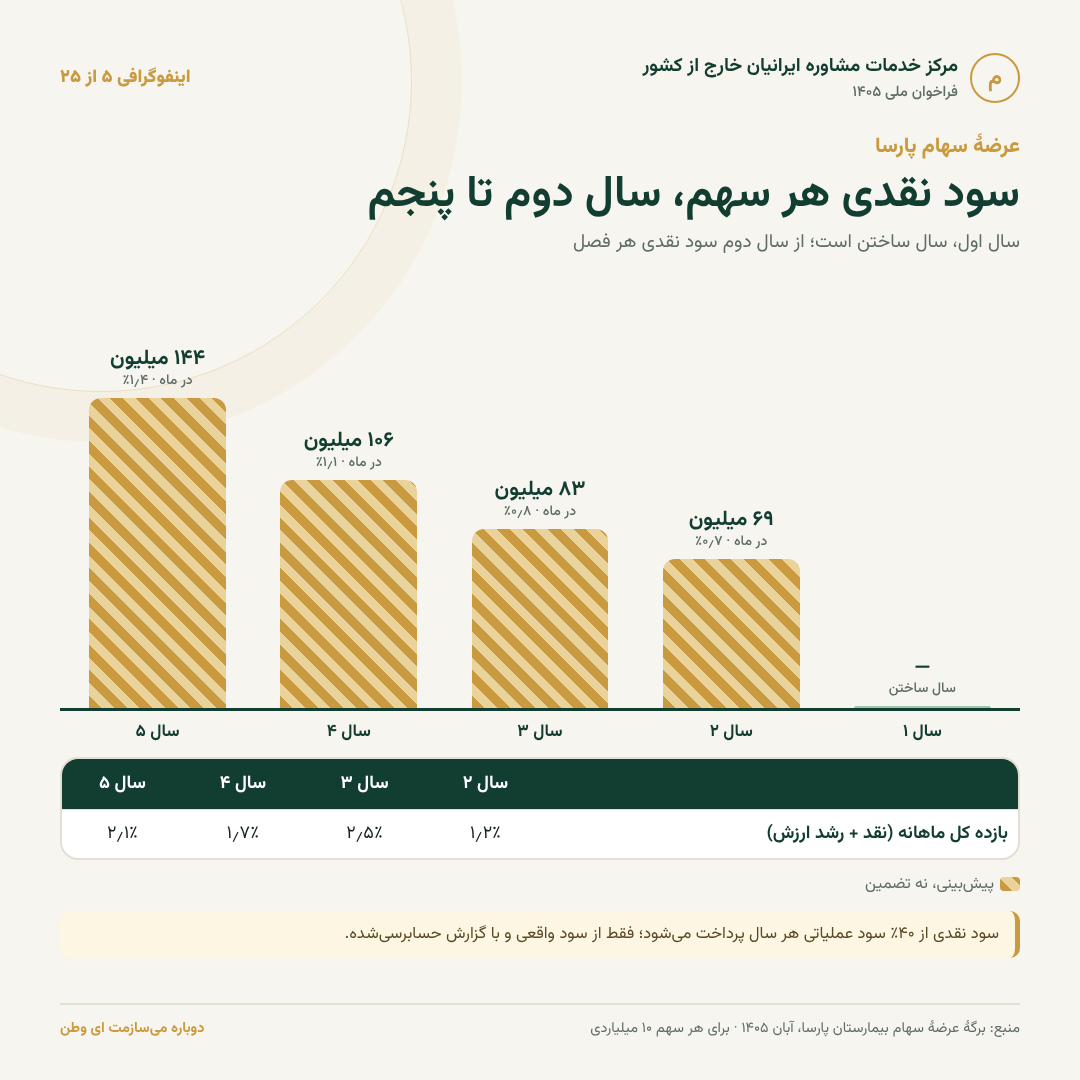 م
مرکز خدمات مشاوره ایرانیان خارج از کشور
فراخوان ملی ۱۴۰۵
اینفوگرافی ۵ از ۲۵
عرضهٔ سهام پارسا
سود نقدی هر سهم، سال دوم تا پنجم
سال اول، سال ساختن است؛ از سال دوم سود نقدی هر فصل
—
سال ساختن
سال ۱
۶۹ میلیون
در ماه · ۰٫۷٪
سال ۲
۸۳ میلیون
در ماه · ۰٫۸٪
سال ۳
۱۰۶ میلیون
در ماه · ۱٫۱٪
سال ۴
۱۴۴ میلیون
در ماه · ۱٫۴٪
سال ۵
سال ۲ سال ۳ سال ۴ سال ۵
بازده کل ماهانه (نقد + رشد ارزش) ۱٫۲٪ ۲٫۵٪ ۱٫۷٪ ۲٫۱٪
پیش‌بینی، نه تضمین
سود نقدی از ۴۰٪ سود عملیاتی هر سال پرداخت می‌شود؛ فقط از سود واقعی و با گزارش حسابرسی‌شده.
منبع: برگهٔ عرضهٔ سهام بیمارستان پارسا، آبان ۱۴۰۵ · برای هر سهم ۱۰ میلیاردی
دوباره می‌سازمت ای وطن